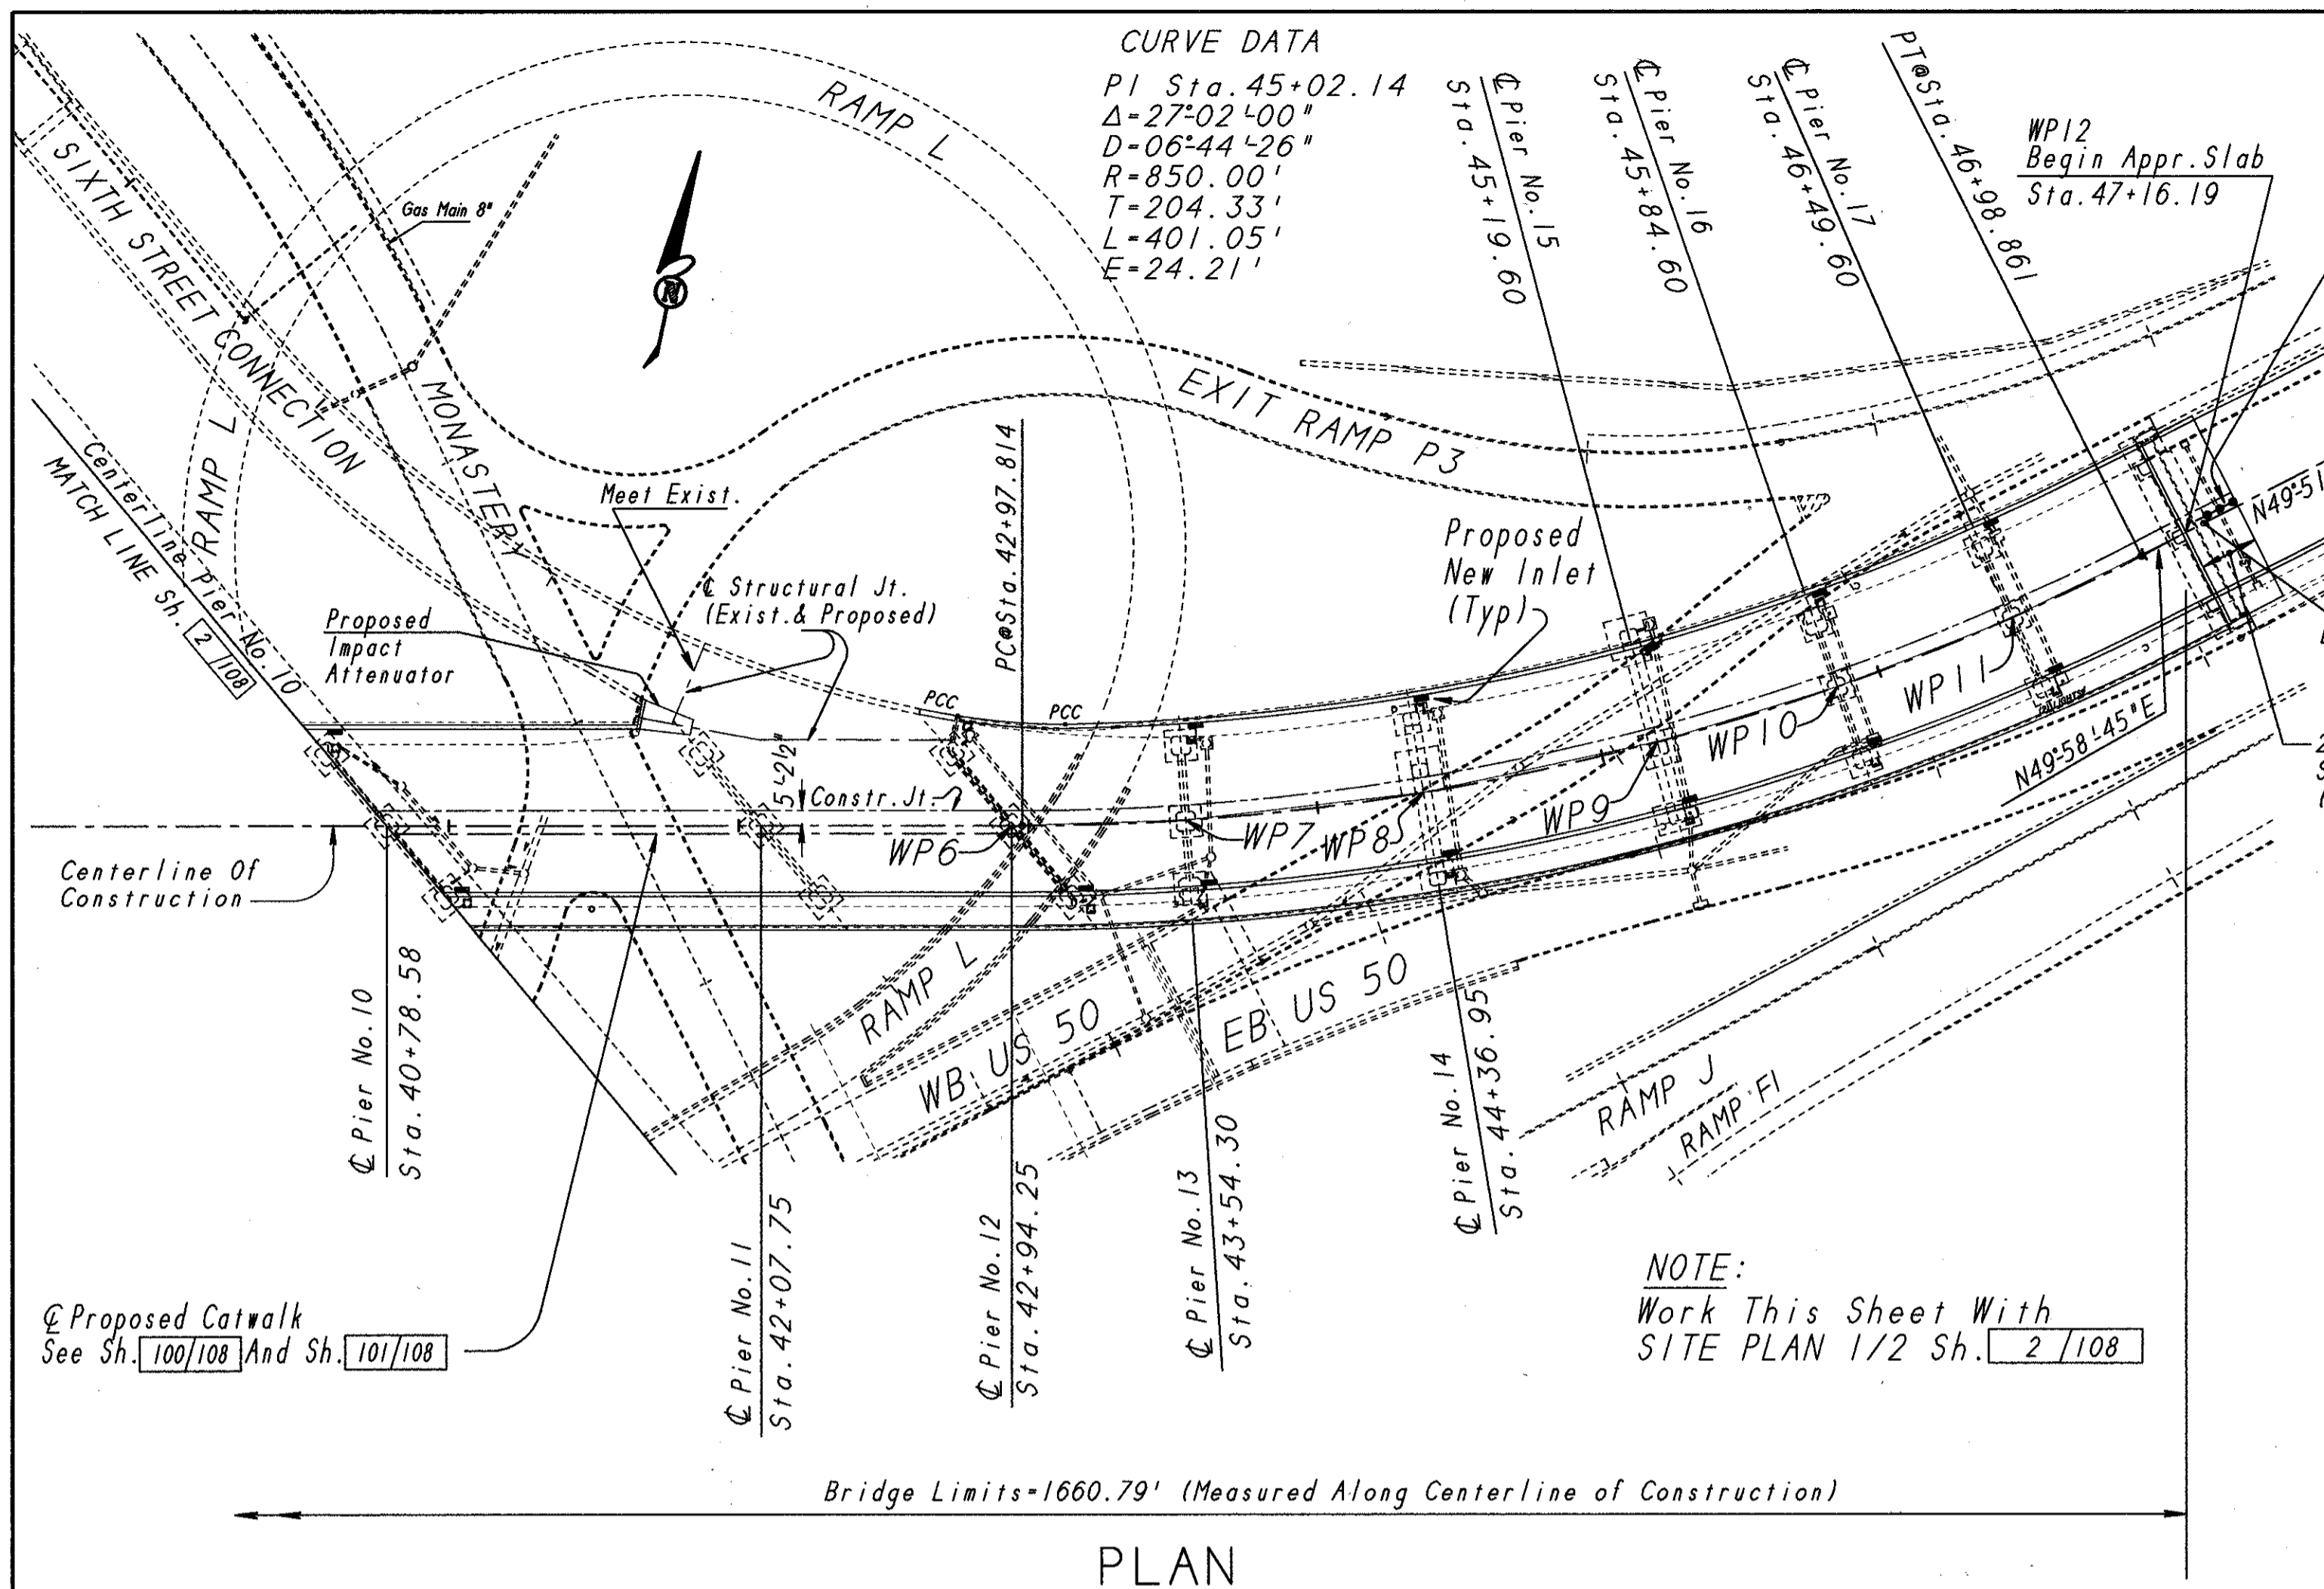 CURVE DATA
PI Sta. 45+02.14
Δ=27°-02'-00"
D=06°-44'-26"
R=850.00'
T=204.33'
L=401.05'
E=24.21'
℄ Pier No. 15
Sta. 45+19.60
℄ Pier No. 16
Sta. 45+84.60
℄ Pier No. 17
Sta. 46+49.60
PT@Sta. 46+98.861
WP12
Begin Appr. Slab
Sta. 47+16.19
RAMP L
Gas Main 8"
SIXTH STREET CONNECTION
MONASTERY
RAMP L
N
EXIT RAMP P3
Centerline Pier No. 10
MATCH LINE Sh. 2 /108
Meet Exist.
℄ Structural Jt.
(Exist. & Proposed)
Proposed
Impact
Attenuator
PC@Sta. 42+97.814
Proposed
New Inlet
(Typ)
N49°-51
PCC
PCC
5'-2½"
Constr. Jt.
WP6
WP7
WP8
WP9
WP10
WP11
N49°-58'-45"E
Centerline Of
Construction
RAMP L
WB US 50
EB US 50
RAMP J
RAMP F1
℄ Pier No. 10
Sta. 40+78.58
℄ Pier No. 11
Sta. 42+07.75
℄ Pier No. 12
Sta. 42+94.25
℄ Pier No. 13
Sta. 43+54.30
℄ Pier No. 14
Sta. 44+36.95
℄ Proposed Catwalk
See Sh. 100/108 And Sh. 101/108
NOTE:
Work This Sheet With
SITE PLAN 1/2 Sh. 2 /108
Bridge Limits=1660.79' (Measured Along Centerline of Construction)
PLAN